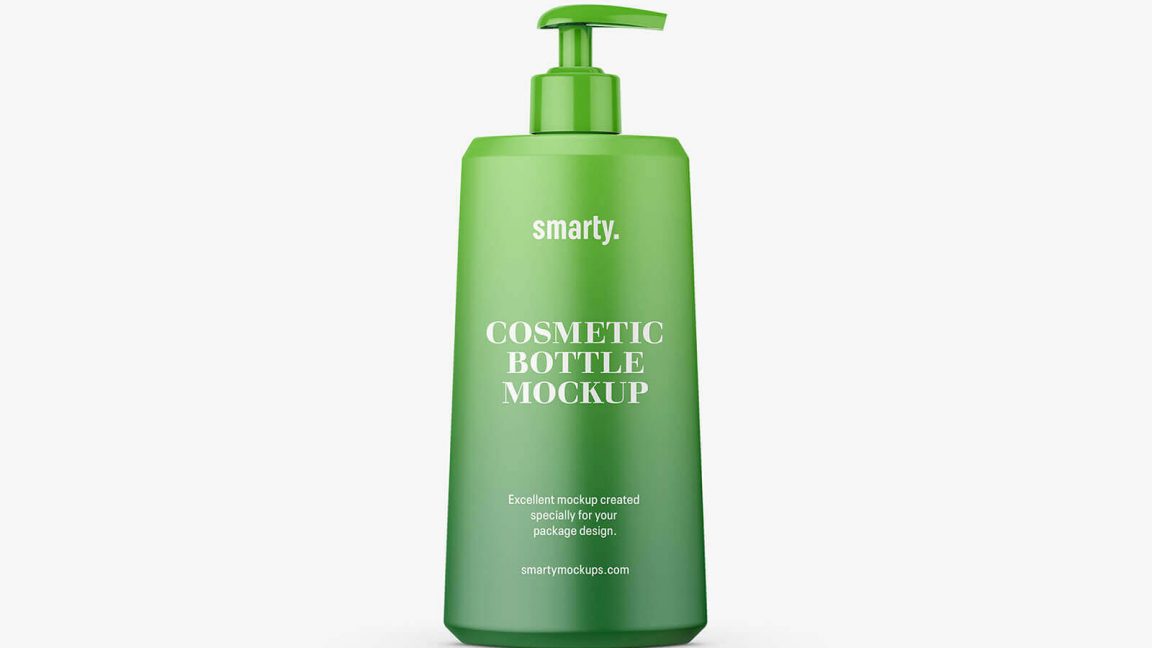 smarty.
COSMETIC
BOTTLE
MOCKUP
Excellent mockup created
specially for your
package design.
smartymockups.com